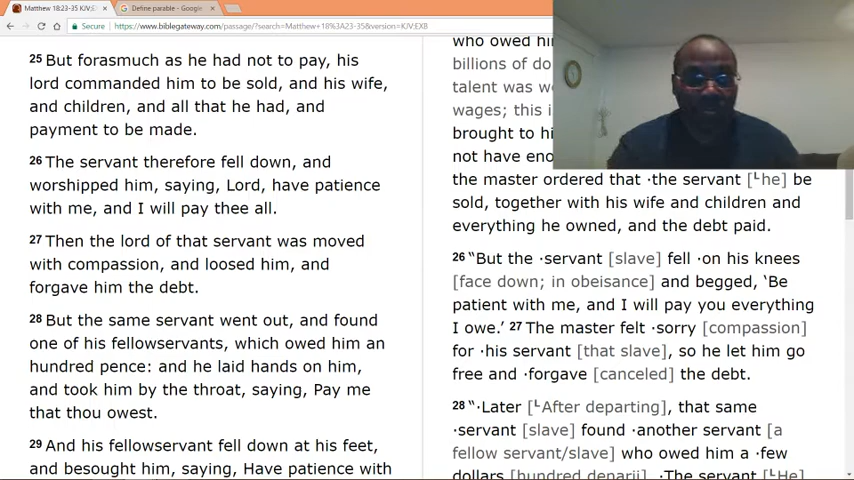 Matthew 18:23-35 KJV;EX
Define parable - Google
Secure
https://www.biblegateway.com/passage/?search=Matthew+18%3A23-35&version=KJV;EXB
25 But forasmuch as he had not to pay, his
lord commanded him to be sold, and his wife,
and children, and all that he had, and
payment to be made.
26 The servant therefore fell down, and
worshipped him, saying, Lord, have patience
with me, and I will pay thee all.
27 Then the lord of that servant was moved
with compassion, and loosed him, and
forgave him the debt.
28 But the same servant went out, and found
one of his fellowservants, which owed him an
hundred pence: and he laid hands on him,
and took him by the throat, saying, Pay me
that thou owest.
29 And his fellowservant fell down at his feet,
and besought him, saying, Have patience with
who owed him
billions of do
talent was wo
wages; this i
brought to hi
not have eno
the master ordered that ·the servant [└he] be
sold, together with his wife and children and
everything he owned, and the debt paid.
26 "But the ·servant [slave] fell ·on his knees
[face down; in obeisance] and begged, 'Be
patient with me, and I will pay you everything
I owe.' 27 The master felt ·sorry [compassion]
for ·his servant [that slave], so he let him go
free and ·forgave [canceled] the debt.
28 "·Later [└After departing], that same
·servant [slave] found ·another servant [a
fellow servant/slave] who owed him a ·few
dollars [hundred denarii]. ·The servant [└He]